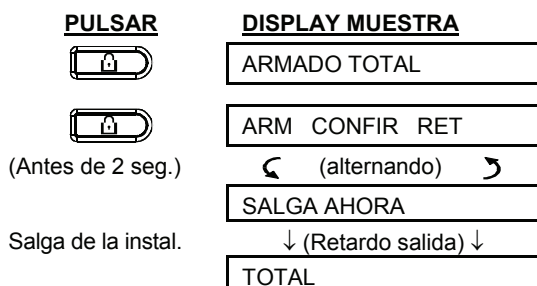 PULSAR DISPLAY MUESTRA
ARMADO TOTAL
ARM CONFIR RET
(Antes de 2 seg.) (alternando)
SALGA AHORA
Salga de la instal. ↓ (Retardo salida) ↓
TOTAL